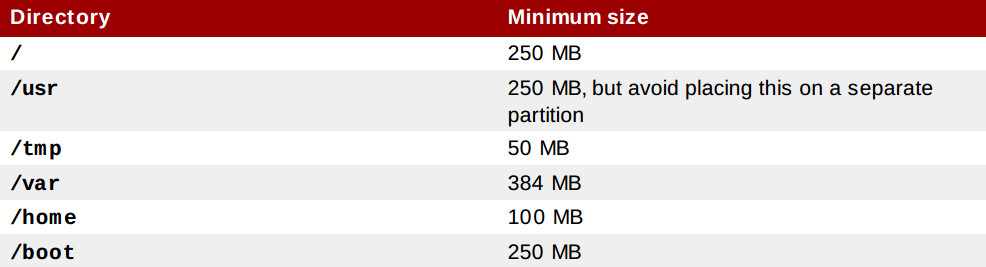 Directory Minimum size
/ 250 MB
/usr 250 MB, but avoid placing this on a separate
partition
/tmp 50 MB
/var 384 MB
/home 100 MB
/boot 250 MB